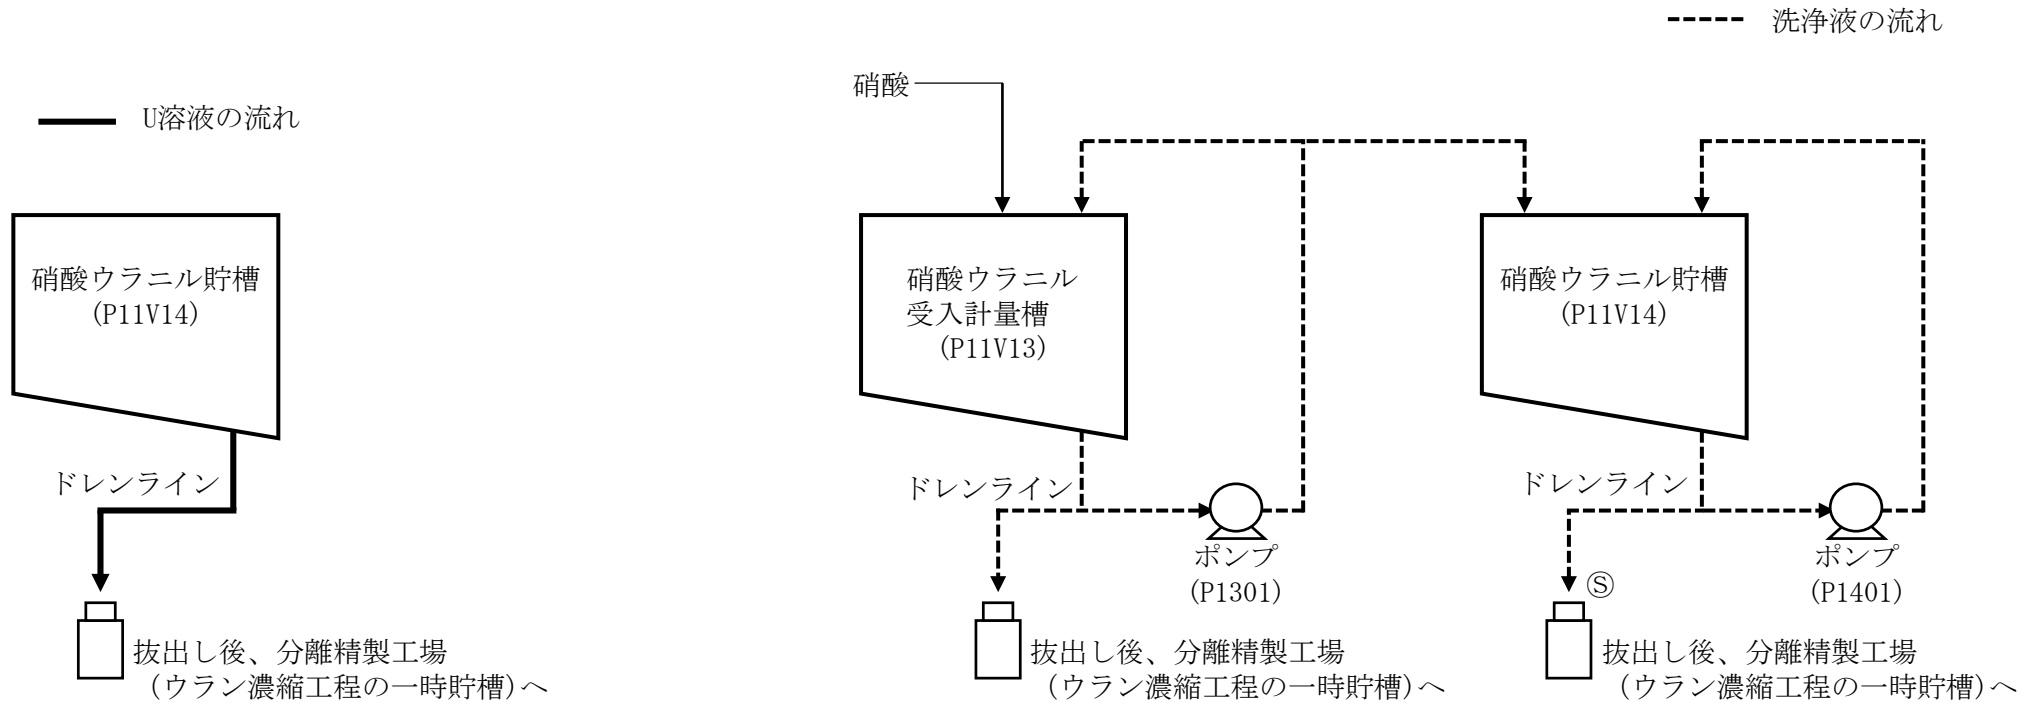 洗浄液の流れ
U溶液の流れ
硝酸
硝酸ウラニル貯槽
(P11V14)
ドレンライン
抜出し後、分離精製工場
(ウラン濃縮工程の一時貯槽)へ
硝酸ウラニル
受入計量槽
(P11V13)
ドレンライン
ポンプ
(P1301)
抜出し後、分離精製工場
(ウラン濃縮工程の一時貯槽)へ
硝酸ウラニル貯槽
(P11V14)
ドレンライン
ポンプ
(P1401)
Ⓢ
抜出し後、分離精製工場
(ウラン濃縮工程の一時貯槽)へ